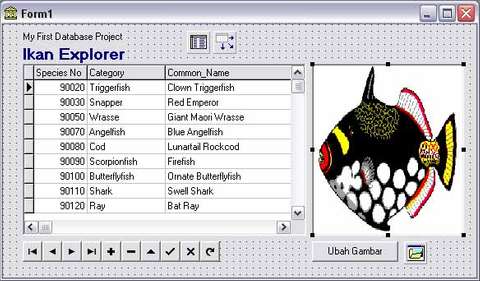 Form1
My First Database Project
Ikan Explorer
Species No Category Common_Name
90020 Triggerfish Clown Triggerfish
90030 Snapper Red Emperor
90050 Wrasse Giant Maori Wrasse
90070 Angelfish Blue Angelfish
90080 Cod Lunartail Rockcod
90090 Scorpionfish Firefish
90100 Butterflyfish Ornate Butterflyfish
90110 Shark Swell Shark
90120 Ray Bat Ray
Ubah Gambar